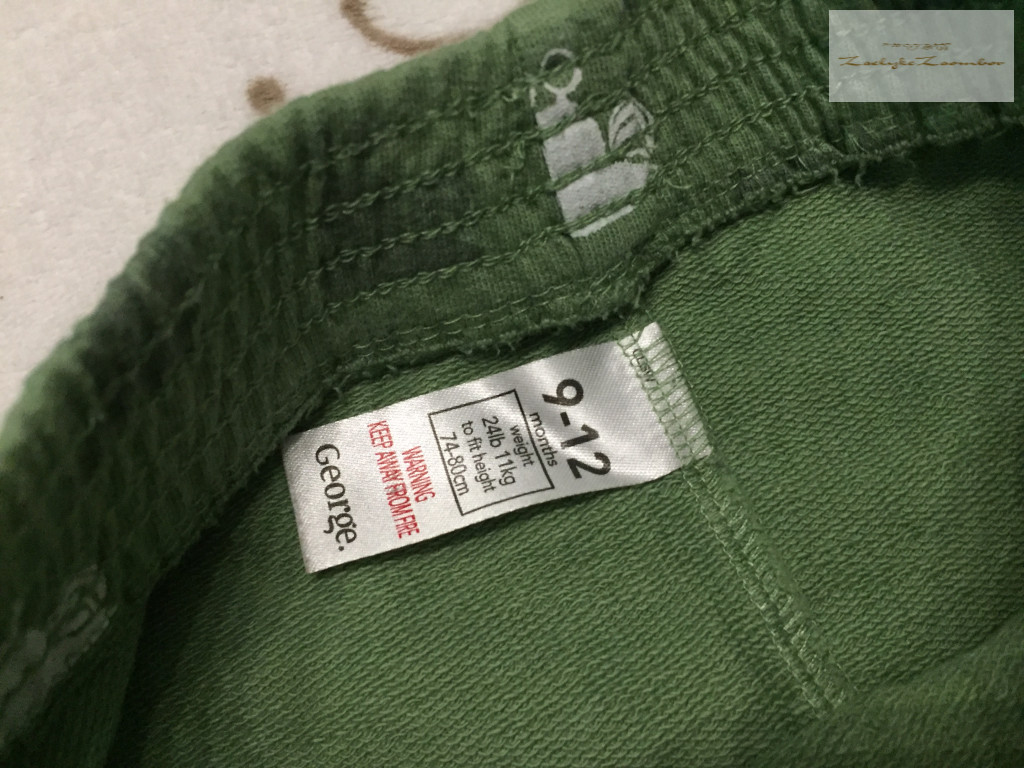 9-12
months
weight
24lb 11kg
to fit height
74-80cm
WARNING
KEEP AWAY FROM FIRE
George.